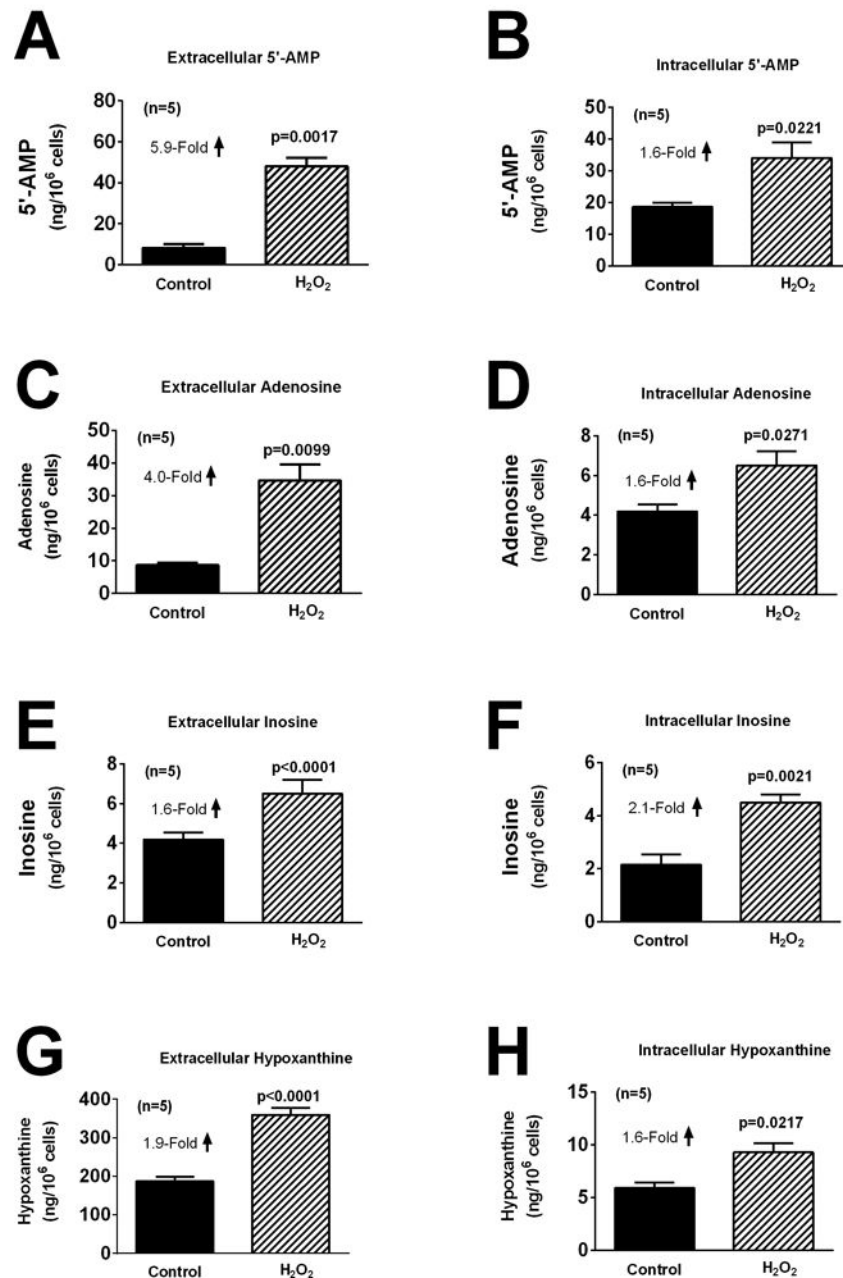 A
Extracellular 5'-AMP
5'-AMP
(ng/10⁶ cells)
80
60
40
20
0
(n=5)
5.9-Fold
p=0.0017
Control
H₂O₂
B
Intracellular 5'-AMP
5'-AMP
(ng/10⁶ cells)
50
40
30
20
10
0
(n=5)
1.6-Fold
p=0.0221
Control
H₂O₂
C
Extracellular Adenosine
Adenosine
(ng/10⁶ cells)
50
40
30
20
10
0
(n=5)
4.0-Fold
p=0.0099
Control
H₂O₂
D
Intracellular Adenosine
Adenosine
(ng/10⁶ cells)
8
6
4
2
0
(n=5)
1.6-Fold
p=0.0271
Control
H₂O₂
E
Extracellular Inosine
Inosine
(ng/10⁶ cells)
8
6
4
2
0
(n=5)
1.6-Fold
p<0.0001
Control
H₂O₂
F
Intracellular Inosine
Inosine
(ng/10⁶ cells)
6
4
2
0
(n=5)
2.1-Fold
p=0.0021
Control
H₂O₂
G
Extracellular Hypoxanthine
Hypoxanthine
(ng/10⁶ cells)
400
300
200
100
0
(n=5)
1.9-Fold
p<0.0001
Control
H₂O₂
H
Intracellular Hypoxanthine
Hypoxanthine
(ng/10⁶ cells)
15
10
5
0
(n=5)
1.6-Fold
p=0.0217
Control
H₂O₂